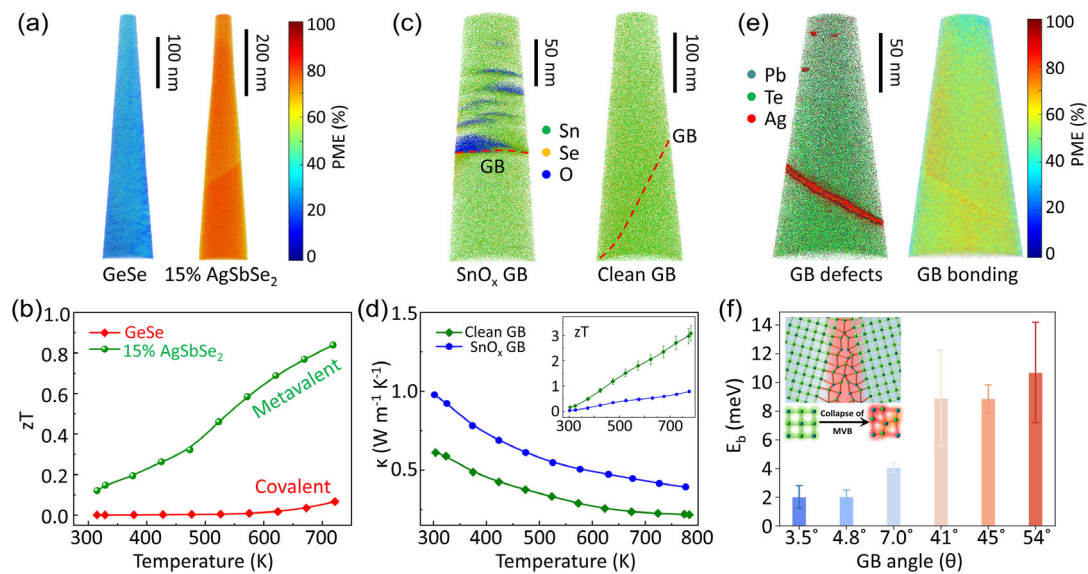 (a)
100 nm
200 nm
100
80
60
40
20
0
PME (%)
GeSe
15% AgSbSe₂
(c)
50 nm
100 nm
Sn
Se
O
GB
GB
SnOₓ GB
Clean GB
(e)
Pb
Te
Ag
50 nm
100
80
60
40
20
0
PME (%)
GB defects
GB bonding
(b)
1.0
0.8
0.6
0.4
0.2
0.0
zT
GeSe
15% AgSbSe₂
Metavalent
Covalent
300
400
500
600
700
Temperature (K)
(d)
1.5
1.0
0.5
κ (W m⁻¹ K⁻¹)
Clean GB
SnOₓ GB
zT
3
2
1
0
300 400 500 600 700
300
400
500
600
700
800
Temperature (K)
(f)
14
12
10
8
6
4
2
0
E_b (meV)
Collapse of
MVB
3.5°
4.8°
7.0°
41°
45°
54°
GB angle (θ)